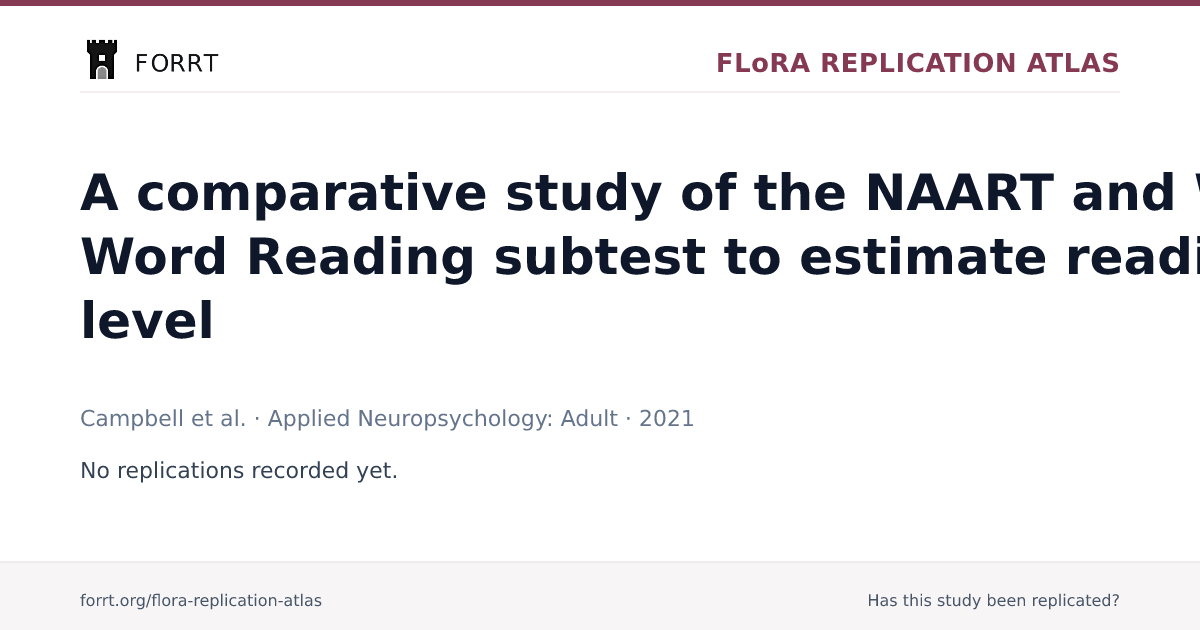 FORRT
FLoRA REPLICATION ATLAS
A comparative study of the NAART and
Word Reading subtest to estimate
level
Campbell et al. · Applied Neuropsychology: Adult · 2021
No replications recorded yet.
forrt.org/flora-replication-atlas
Has this study been replicated?